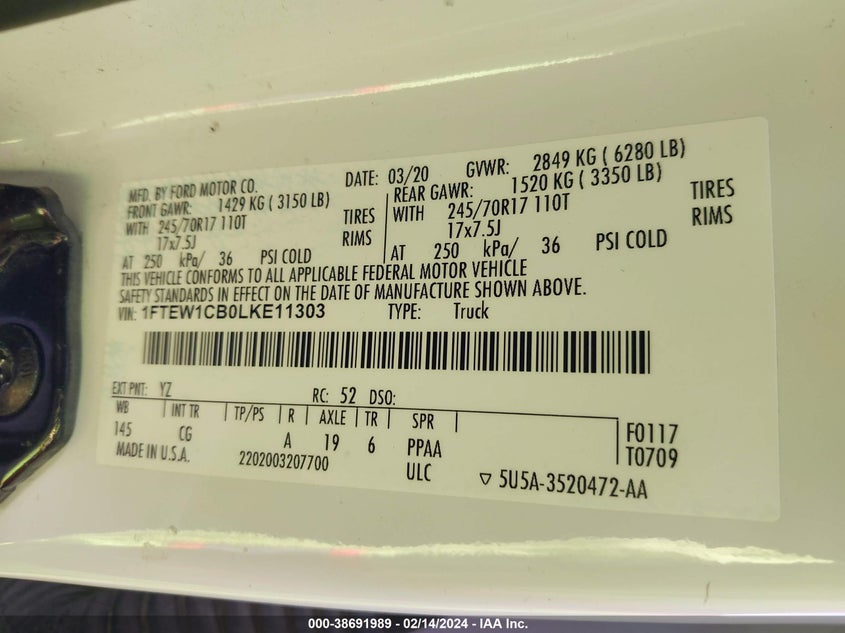 MFD. BY FORD MOTOR CO. DATE: 03/20 GVWR: 2849 KG ( 6280 LB)
FRONT GAWR: 1429 KG ( 3150 LB) REAR GAWR: 1520 KG ( 3350 LB)
WITH 245/70R17 110T TIRES WITH 245/70R17 110T TIRES
17x7.5J RIMS 17x7.5J RIMS
AT 250 kPa/ 36 PSI COLD AT 250 kPa/ 36 PSI COLD
THIS VEHICLE CONFORMS TO ALL APPLICABLE FEDERAL MOTOR VEHICLE
SAFETY STANDARDS IN EFFECT ON THE DATE OF MANUFACTURE SHOWN ABOVE.
VIN: 1FTEW1CB0LKE11303 TYPE: Truck
EXT PNT: YZ RC: 52 DSO:
WB INT TR TP/PS R AXLE TR SPR
145 CG A 19 6 PPAA F0117
MADE IN U.S.A. 2202003207700 ULC T0709
5U5A-3520472-AA
000-38691989 - 02/14/2024 - IAA Inc.